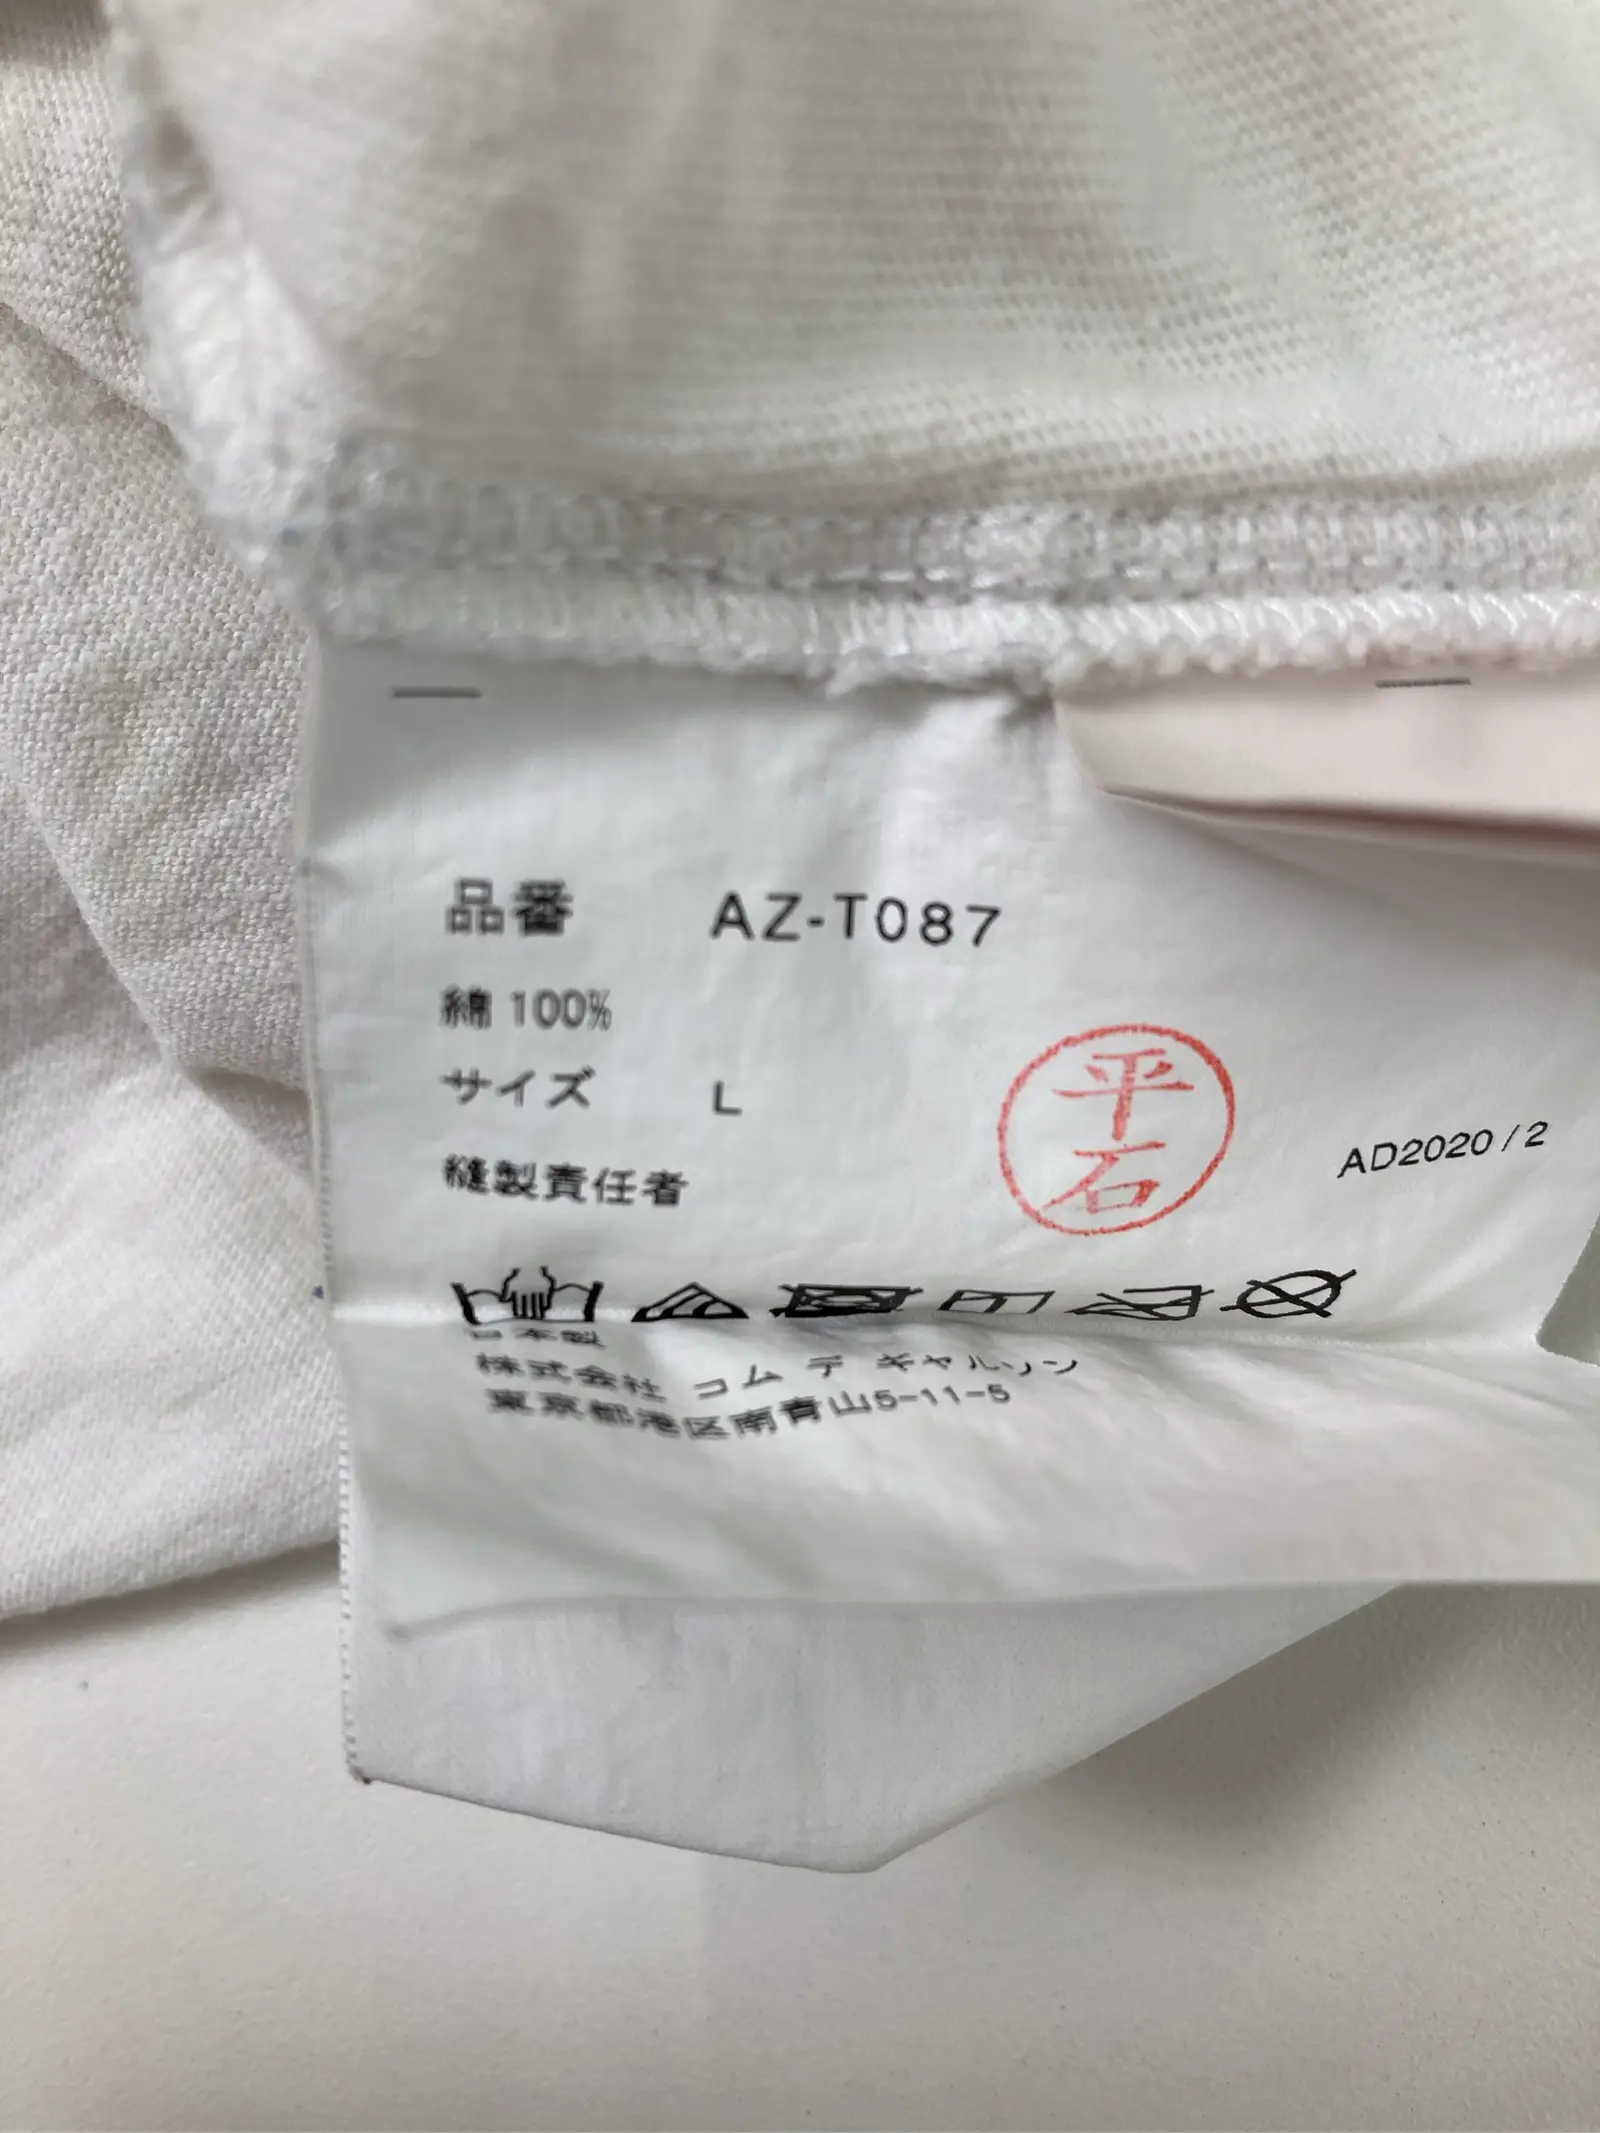 品番 AZ-T087
綿 100%
サイズ L
縫製責任者 平石
AD2020/2
日本製
株式会社 コム デ ギャルソン
東京都港区南青山5-11-5